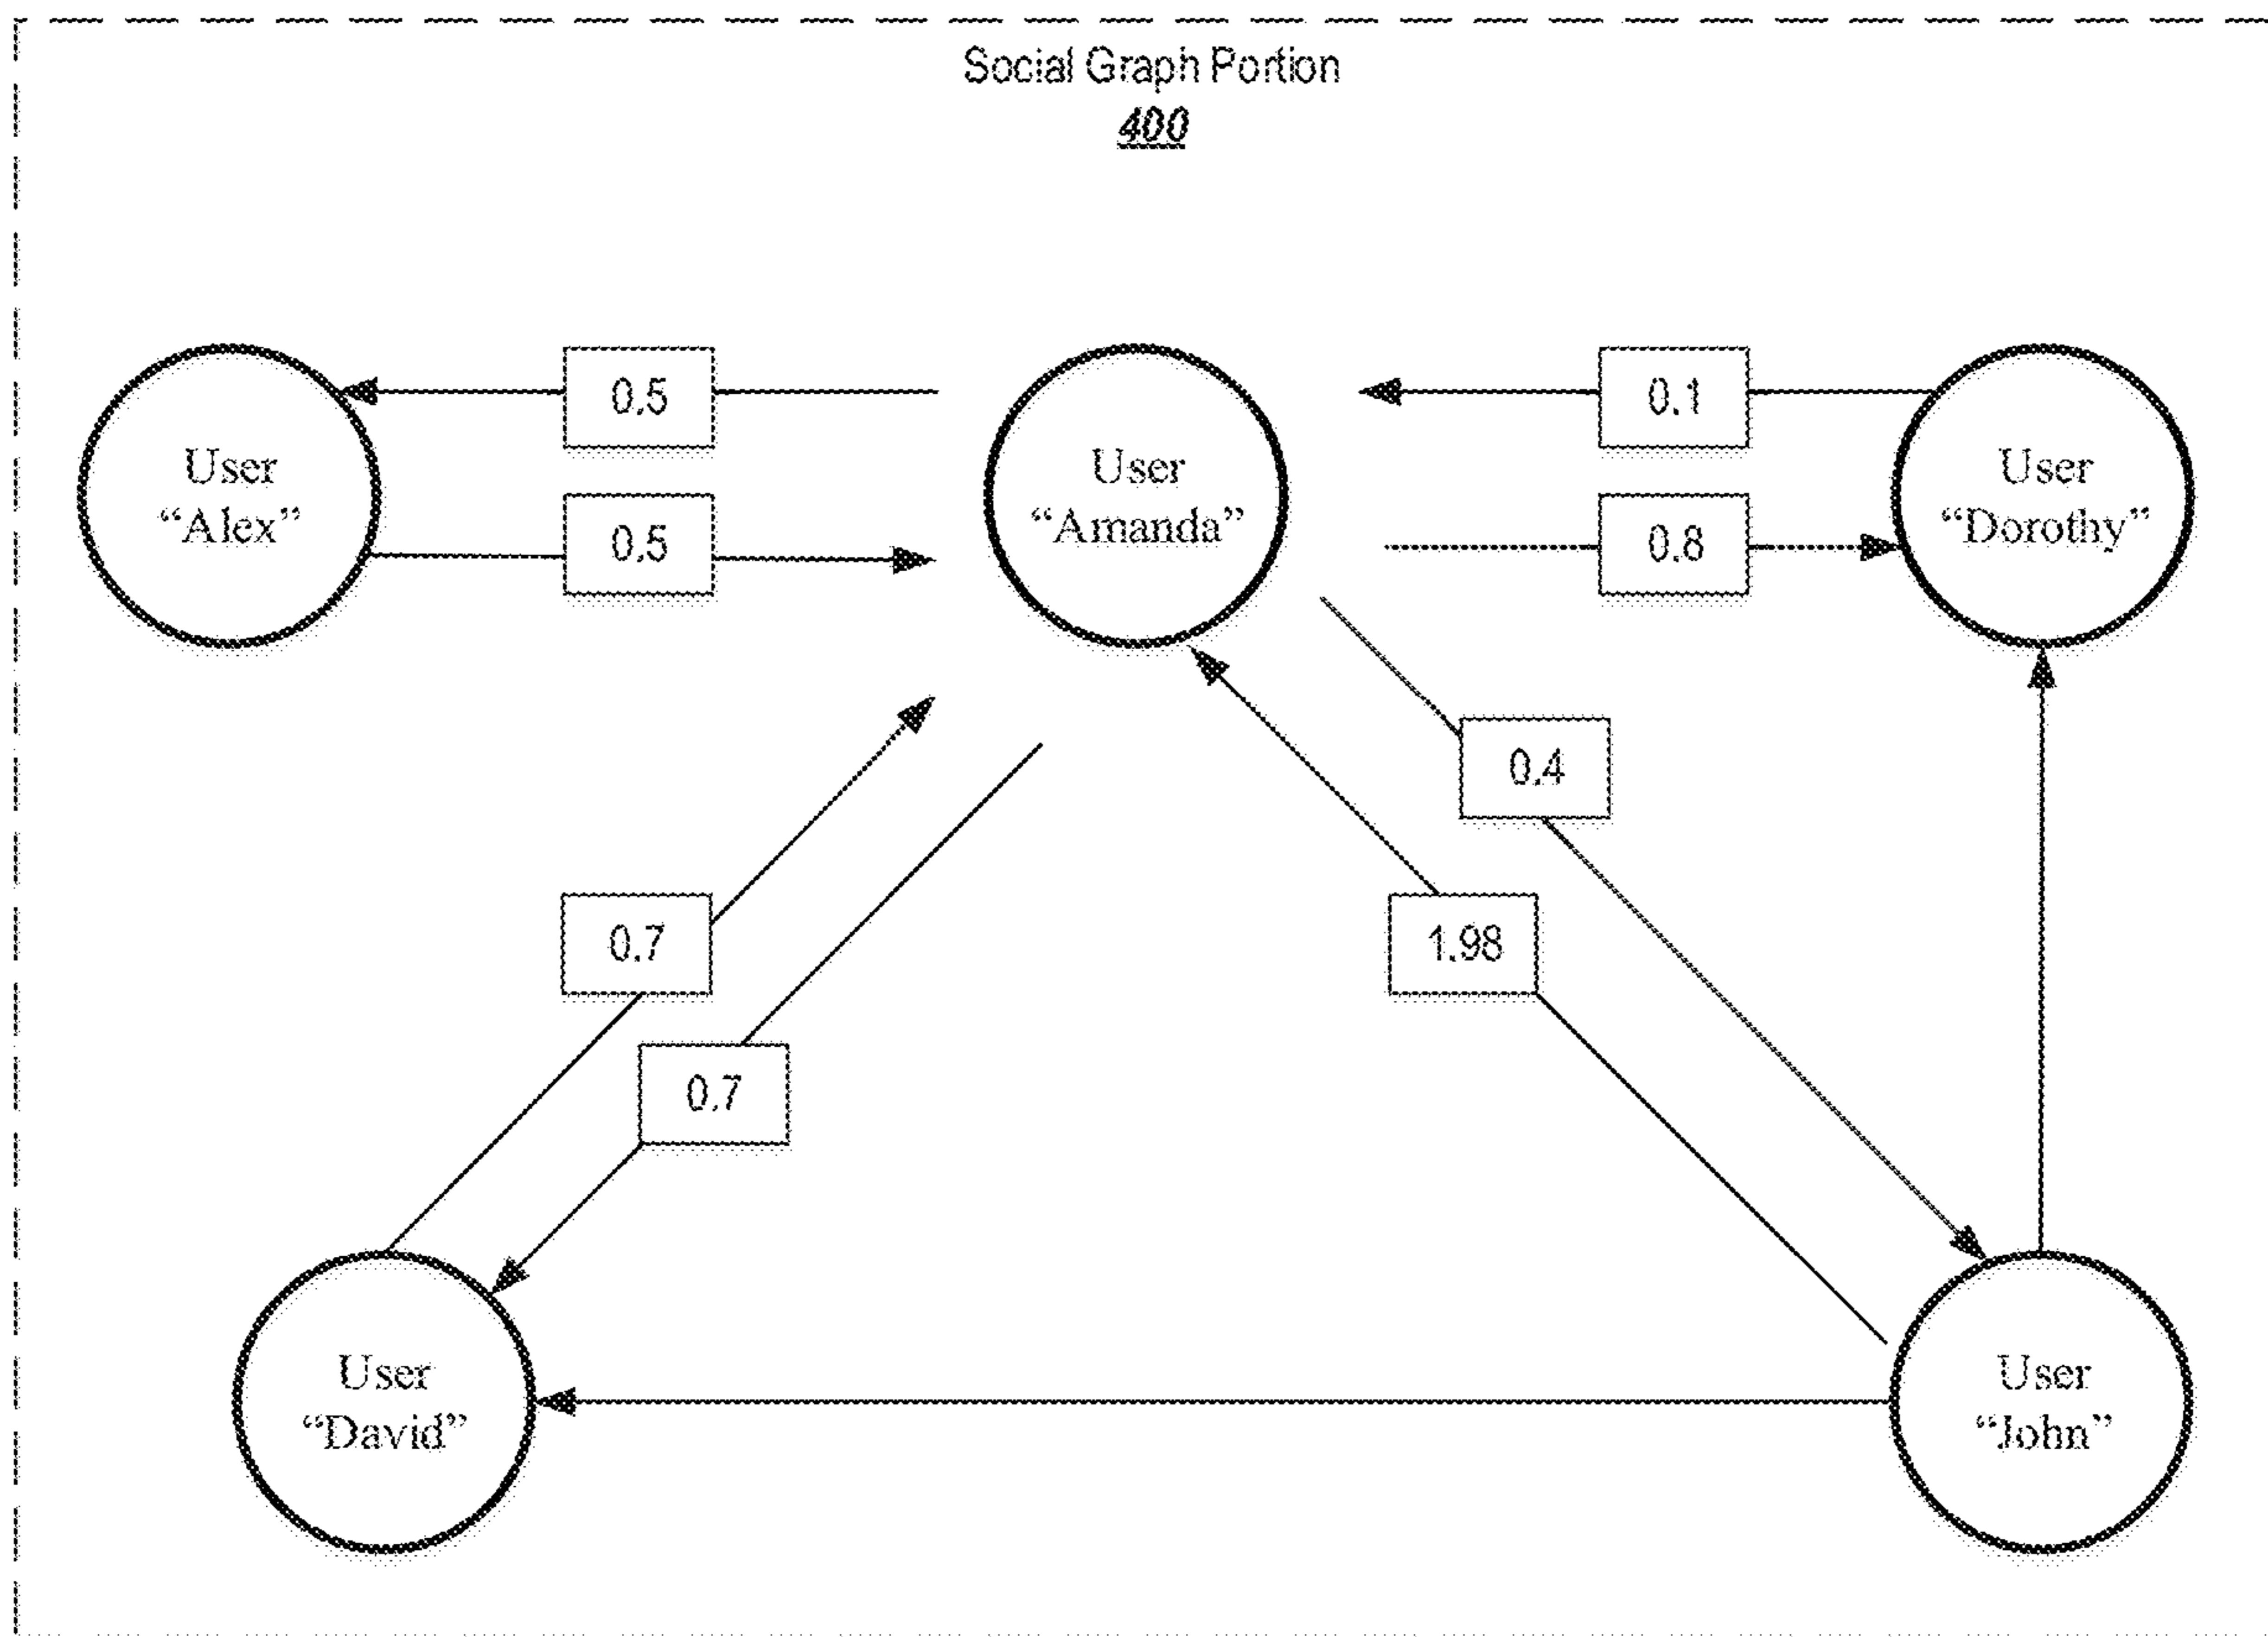 Social Graph Portion
400
0.5
0.1
User
"Alex"
User
"Amanda"
User
"Dorothy"
0.5
0.8
0.4
0.7
1.98
0.7
User
"David"
User
"John"